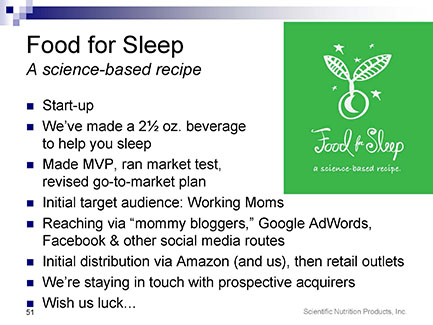 Food for Sleep
A science-based recipe
Start-up
We've made a 2½ oz. beverage
to help you sleep
Made MVP, ran market test,
revised go-to-market plan
Food for Sleep
a science-based recipe.
Initial target audience: Working Moms
Reaching via “mommy bloggers,” Google AdWords,
Facebook & other social media routes
Initial distribution via Amazon (and us), then retail outlets
We're staying in touch with prospective acquirers
Wish us luck...
51
Scientific Nutrition Products, Inc.